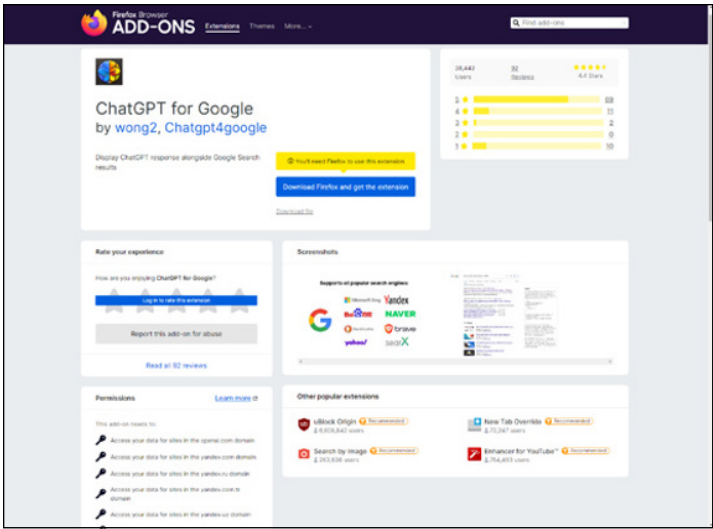 Firefox Browser
ADD-ONS
Extensions Themes More...
Find add-ons
ChatGPT for Google
by wong2, Chatgpt4google
Display ChatGPT response alongside Google Search
results
You'll need Firefox to use this extension
Download Firefox and get the extension
Download file
Users
92
Reviews
4.4 Stars
5 69
4 11
3 2
2 0
1 10
Rate your experience
How are you enjoying ChatGPT for Google?
Log in to rate this extension
Report this add-on for abuse
Read all 92 reviews
Screenshots
Supports all popular search engines:
Microsoft Bing
Yandex
NAVER
brave
yahoo!
searX
Permissions
Learn more
This add-on needs to:
Access your data for sites in the openai.com domain
Access your data for sites in the yandex.com domain
Access your data for sites in the yandex.ru domain
Access your data for sites in the yandex.com.tr
domain
Access your data for sites in the yandex.uz domain
Other popular extensions
uBlock Origin Recommended
users
New Tab Override Recommended
users
Search by Image Recommended
users
Enhancer for YouTube™ Recommended
users